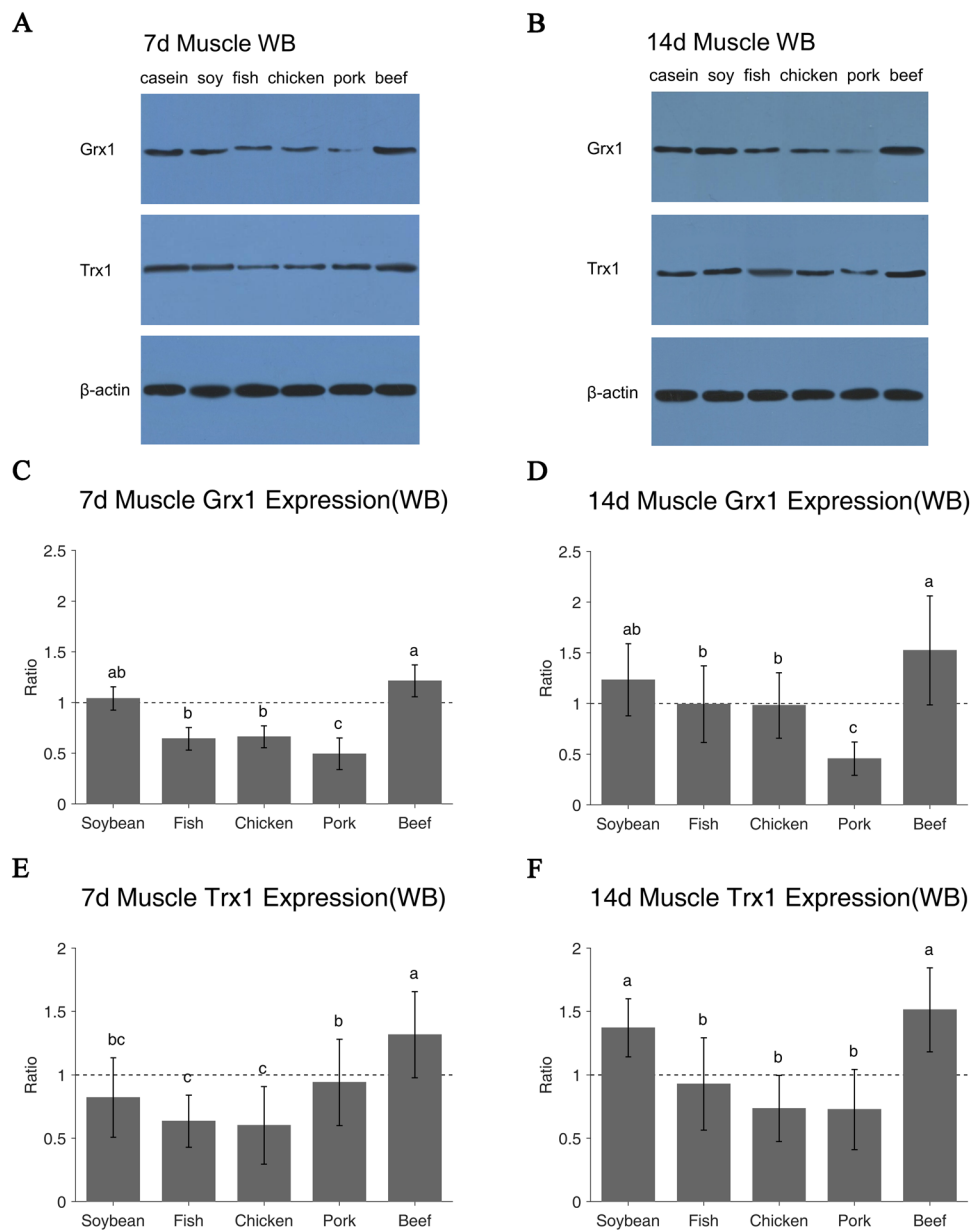 A
7d Muscle WB
casein soy fish chicken pork beef
Grx1
Trx1
β-actin
B
14d Muscle WB
casein soy fish chicken pork beef
Grx1
Trx1
β-actin
C
7d Muscle Grx1 Expression(WB)
2.5
2
1.5
1
0.5
0
Ratio
ab
b
b
c
a
Soybean Fish Chicken Pork Beef
D
14d Muscle Grx1 Expression(WB)
2.5
2
1.5
1
0.5
0
Ratio
ab
b
b
c
a
Soybean Fish Chicken Pork Beef
E
7d Muscle Trx1 Expression(WB)
2
1.5
1
0.5
0
Ratio
bc
c
c
b
a
Soybean Fish Chicken Pork Beef
F
14d Muscle Trx1 Expression(WB)
2
1.5
1
0.5
0
Ratio
a
b
b
b
a
Soybean Fish Chicken Pork Beef